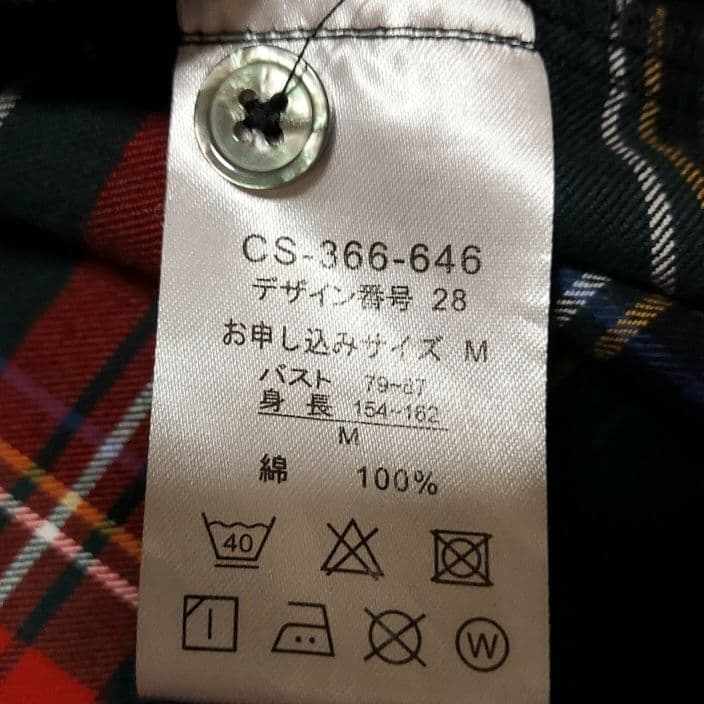 CS-366-646
デザイン番号 28
お申し込みサイズ M
バスト 79~87
身長 154~162
M
綿 100%
40
W